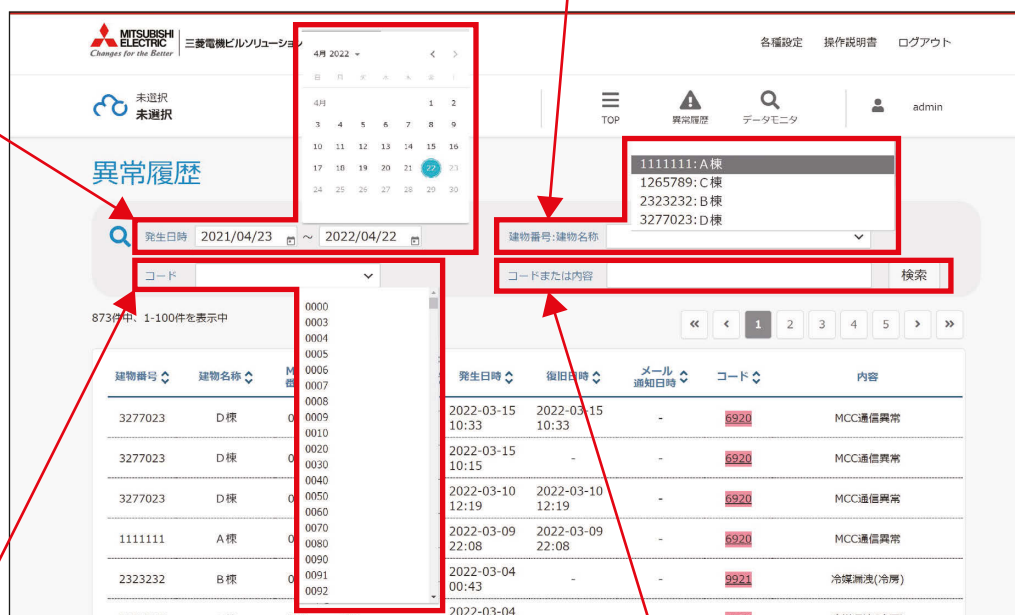 MITSUBISHI
ELECTRIC
Changes for the Better
三菱電機ビルソリューション
各種設定 操作説明書 ログアウト
未選択
未選択
TOP 異常履歴 データモニタ admin
4月 2022
日 月 火 水 木 金 土
4月 1 2
3 4 5 6 7 8 9
10 11 12 13 14 15 16
17 18 19 20 21 22 23
24 25 26 27 28 29 30
異常履歴
1111111:A棟
1265789:C棟
2323232:B棟
3277023:D棟
発生日時 2021/04/23 ~ 2022/04/22 建物番号:建物名称
コード コードまたは内容 検索
0000
0003
0004
0005
0006
0007
0008
0009
0010
0020
0030
0040
0050
0060
0070
0080
0090
0091
0092
873件中、1-100件を表示中
« ‹ 1 2 3 4 5 › »
建物番号 建物名称 発生日時 復旧日時 メール通知日時 コード 内容
3277023 D棟 0 2022-03-15 10:33 2022-03-15 10:33 - 6920 MCC通信異常
3277023 D棟 0 2022-03-15 10:15 - - 6920 MCC通信異常
3277023 D棟 0 2022-03-10 12:19 2022-03-10 12:19 - 6920 MCC通信異常
1111111 A棟 0 2022-03-09 22:08 2022-03-09 22:08 - 6920 MCC通信異常
2323232 B棟 0 2022-03-04 00:43 - - 9921 冷媒漏洩(冷房)
2022-03-04